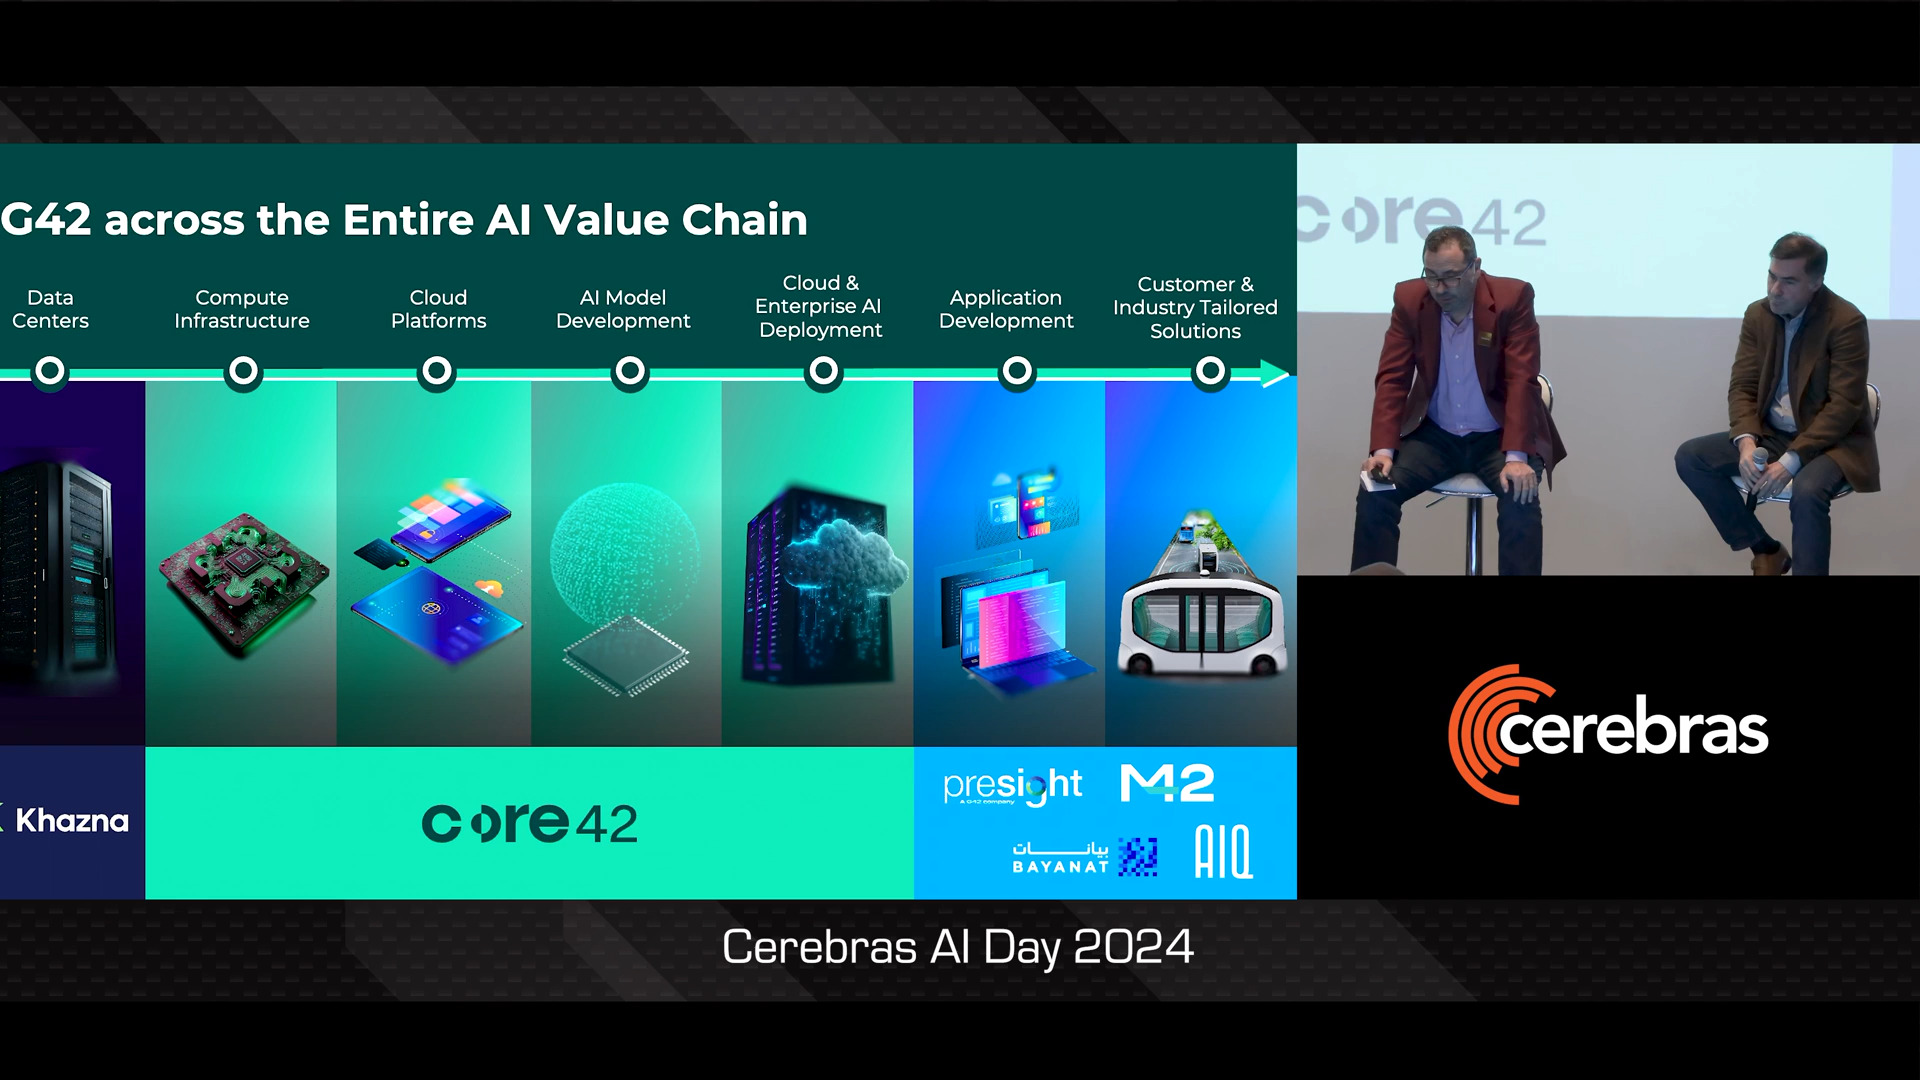 G42 across the Entire AI Value Chain
Data
Centers
Compute
Infrastructure
Cloud
Platforms
AI Model
Development
Cloud &
Enterprise AI
Deployment
Application
Development
Customer &
Industry Tailored
Solutions
Khazna
core42
presight
A G42 company
M42
بيانات
BAYANAT
AIQ
core42
cerebras
Cerebras AI Day 2024